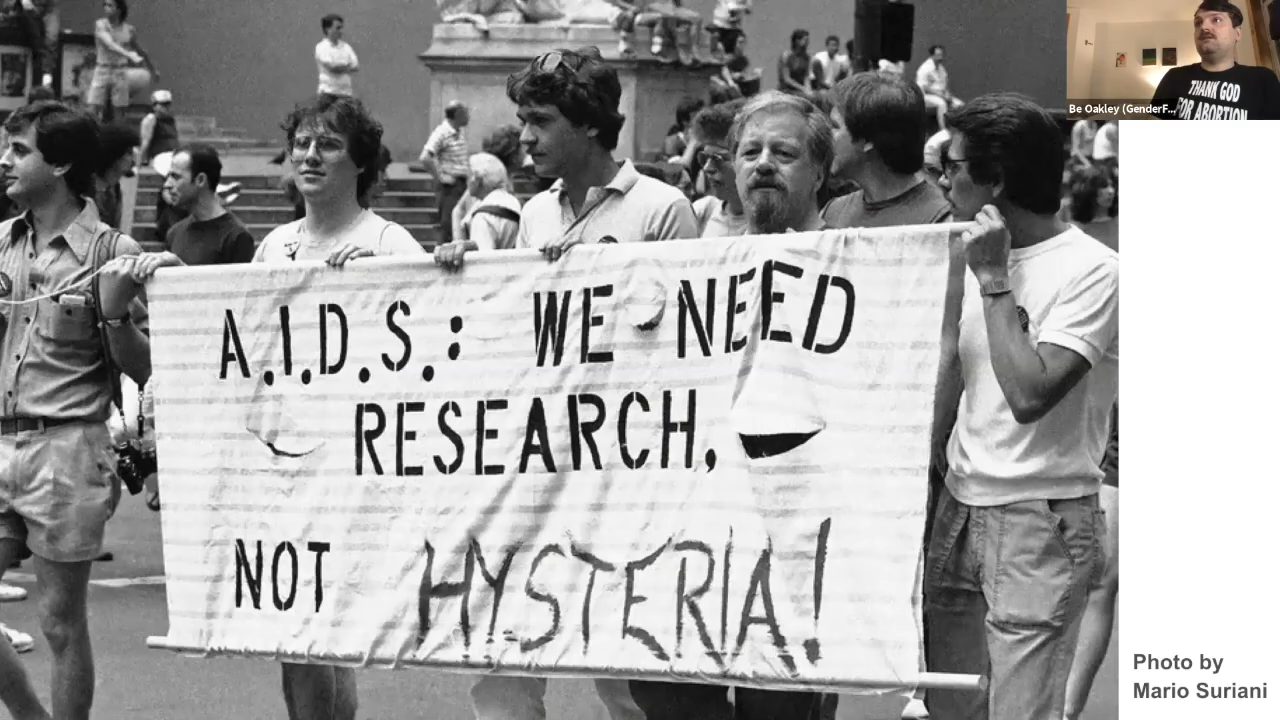 THANK GOD
FOR ABORTION
Be Oakley (GenderF...
A.I.D.S.: WE NEED
RESEARCH,
NOT HYSTERIA!
Photo by
Mario Suriani